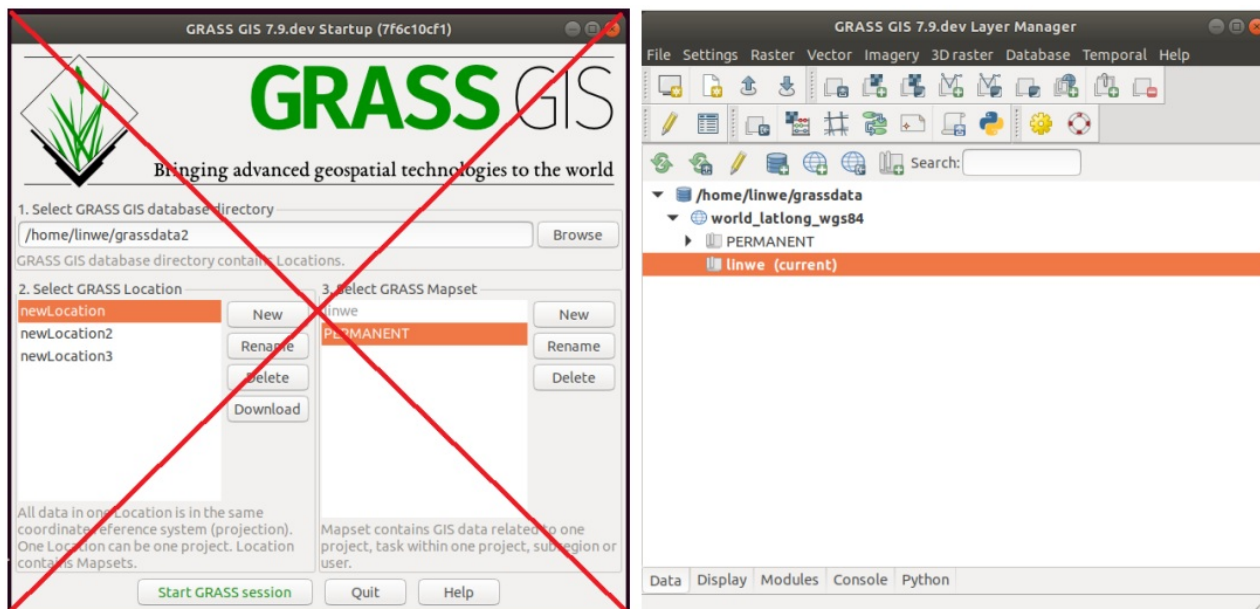 GRASS GIS 7.9.dev Startup (7f6c10cf1)
GRASS GIS
Bringing advanced geospatial technologies to the world
1. Select GRASS GIS database directory
/home/linwe/grassdata2
Browse
GRASS GIS database directory contains Locations.
2. Select GRASS Location
newLocation
newLocation2
newLocation3
New
Rename
Delete
Download
All data in one Location is in the same
coordinate reference system (projection).
One Location can be one project. Location
contains Mapsets.
3. Select GRASS Mapset
linwe
PERMANENT
New
Rename
Delete
Mapset contains GIS data related to one
project, task within one project, subregion or
user.
Start GRASS session
Quit
Help
GRASS GIS 7.9.dev Layer Manager
File Settings Raster Vector Imagery 3D raster Database Temporal Help
Search:
/home/linwe/grassdata
world_latlong_wgs84
PERMANENT
linwe (current)
Data Display Modules Console Python